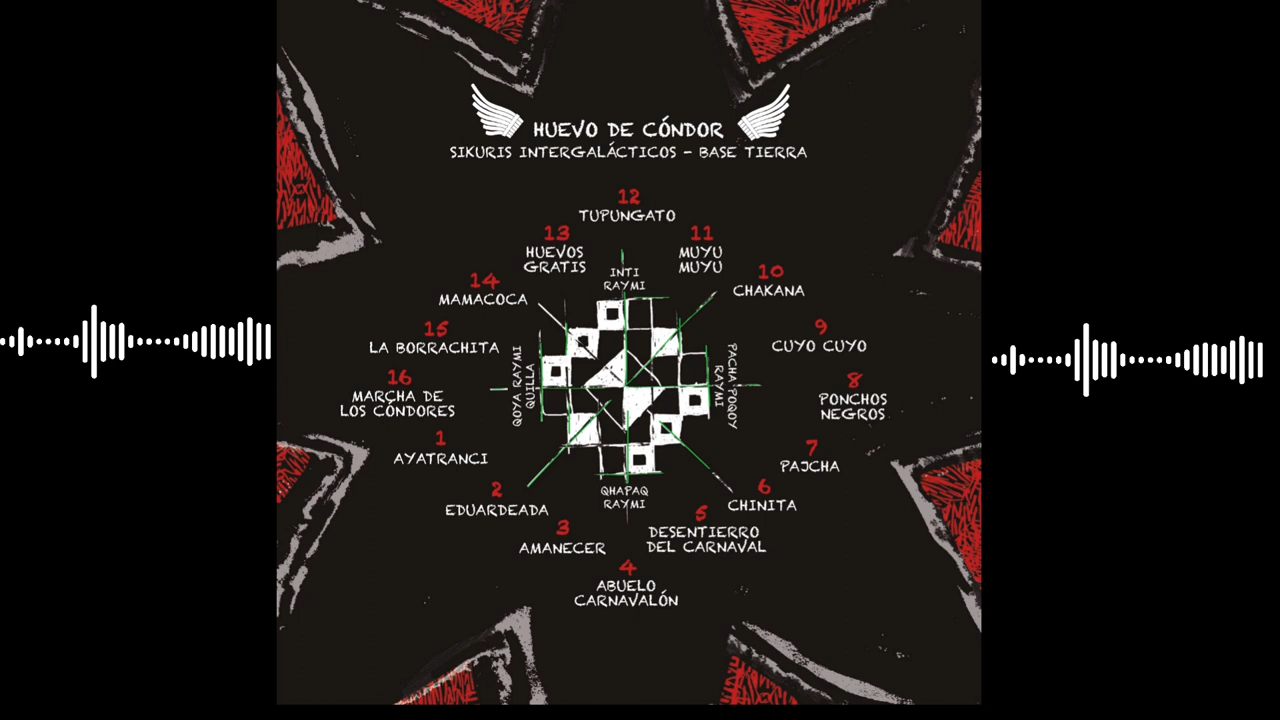 HUEVO DE CÓNDOR
SIKURIS INTERGALÁCTICOS - BASE TIERRA
12
TUPUNGATO
13
HUEVOS
GRATIS
11
MUYU
MUYU
14
MAMACOCA
INTI
RAYMI
10
CHAKANA
15
LA BORRACHITA
9
CUYO CUYO
16
MARCHA DE
LOS CÓNDORES
QOYA RAYMI
QUILLA
PACHA POQOY
RAYMI
8
PONCHOS
NEGROS
1
AYATRANCI
7
PAJCHA
2
EDUARDEADA
QHAPAQ
RAYMI
6
CHINITA
3
AMANECER
5
DESENTIERRO
DEL CARNAVAL
4
ABUELO
CARNAVALÓN